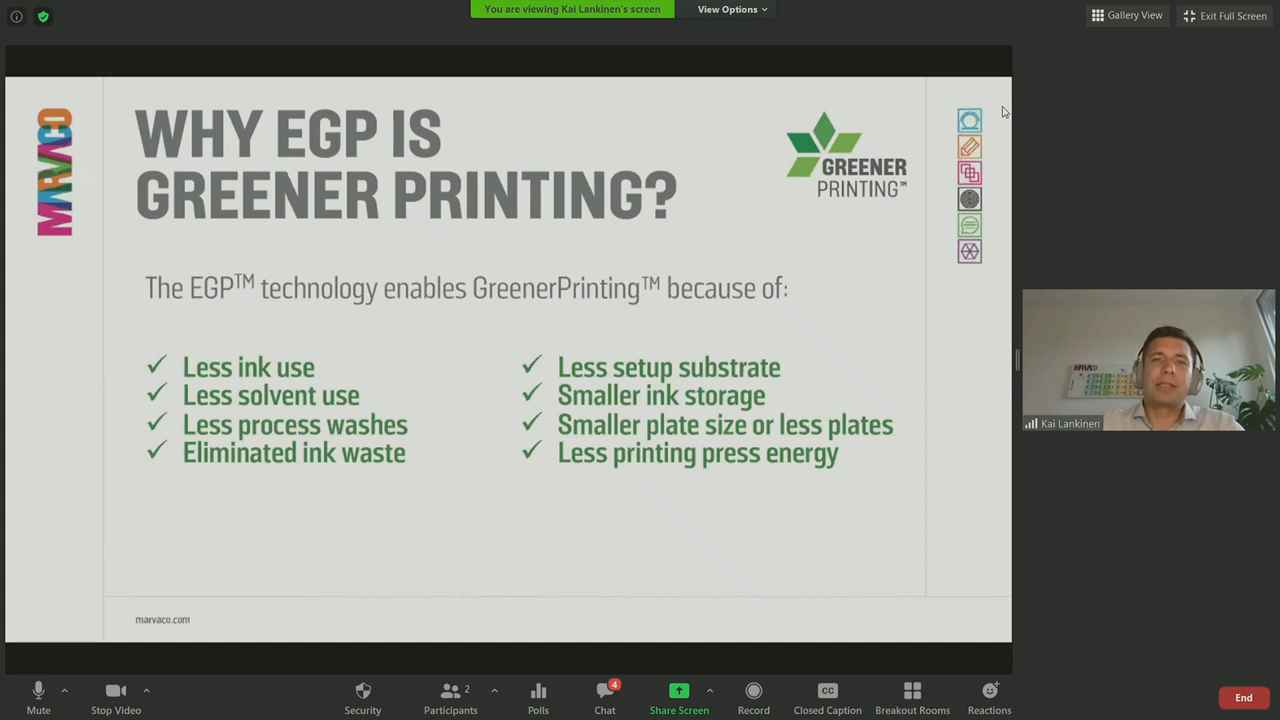 You are viewing Kai Lankinen's screen
View Options
Gallery View
Exit Full Screen
MARVACO
WHY EGP IS
GREENER PRINTING?
GREENER
PRINTING™
The EGP™ technology enables GreenerPrinting™ because of:
✓ Less ink use
✓ Less solvent use
✓ Less process washes
✓ Eliminated ink waste
✓ Less setup substrate
✓ Smaller ink storage
✓ Smaller plate size or less plates
✓ Less printing press energy
marvaco.com
MARVACO
Kai Lankinen
Mute
Stop Video
Security
Participants
2
Polls
Chat
4
Share Screen
Record
CC
Closed Caption
Breakout Rooms
Reactions
End